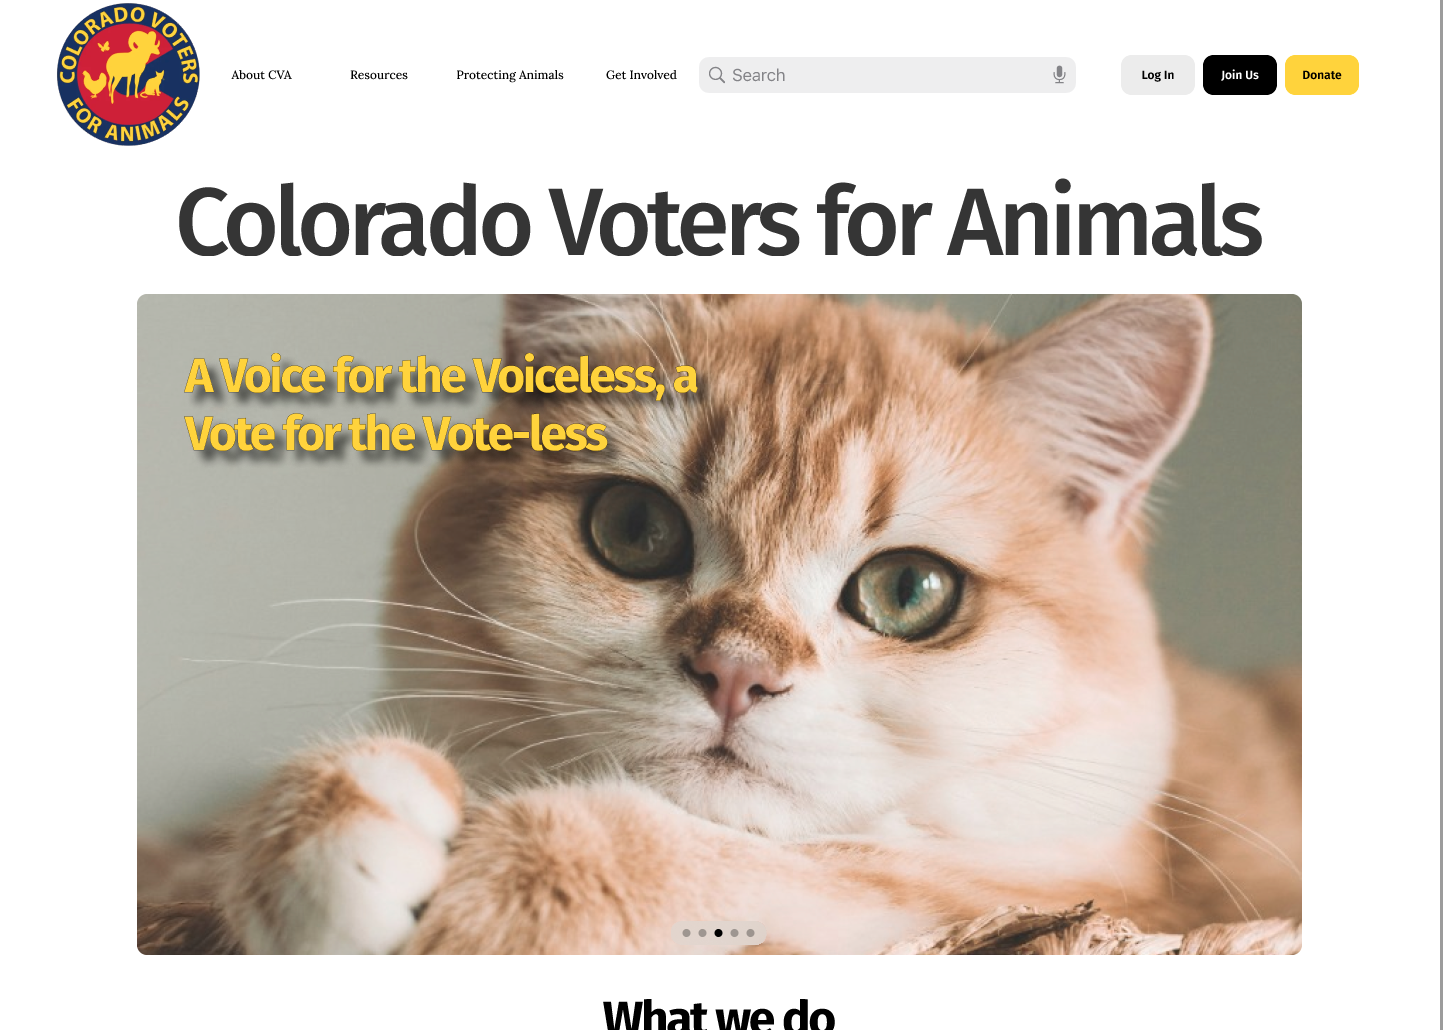 COLORADO VOTERS
FOR ANIMALS
About CVA
Resources
Protecting Animals
Get Involved
Search
Log In
Join Us
Donate
Colorado Voters for Animals
A Voice for the Voiceless, a
Vote for the Vote-less
What we do